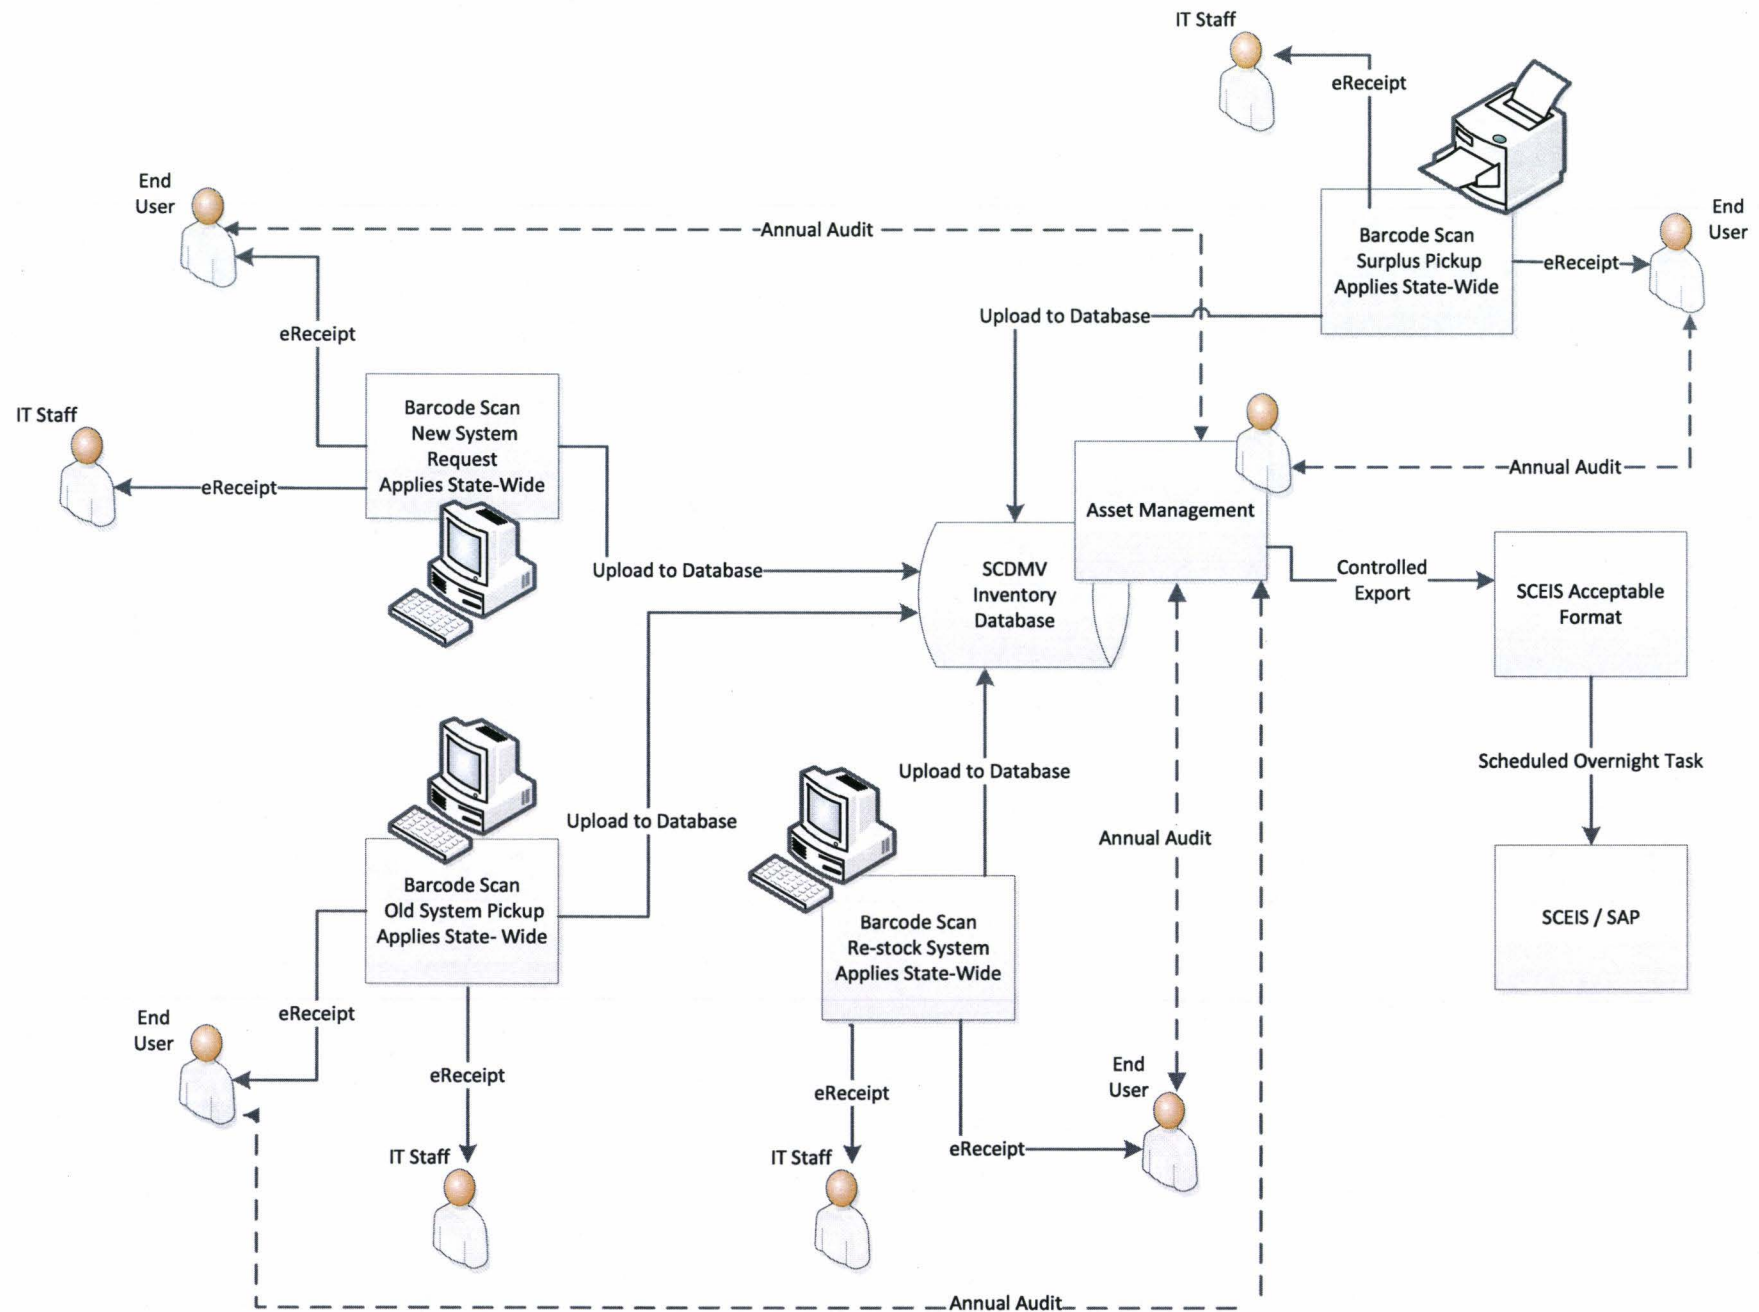 IT Staff
eReceipt
End
User
Annual Audit
Barcode Scan
Surplus Pickup
Applies State-Wide
eReceipt
End
User
Upload to Database
eReceipt
Barcode Scan
New System
Request
Applies State-Wide
IT Staff
eReceipt
Annual Audit
Asset Management
Upload to Database
SCDMV
Inventory
Database
Controlled
Export
SCEIS Acceptable
Format
Scheduled Overnight Task
Upload to Database
Upload to Database
Annual Audit
Barcode Scan
Old System Pickup
Applies State- Wide
Barcode Scan
Re-stock System
Applies State-Wide
SCEIS / SAP
eReceipt
End
User
eReceipt
eReceipt
End
User
IT Staff
IT Staff
eReceipt
Annual Audit